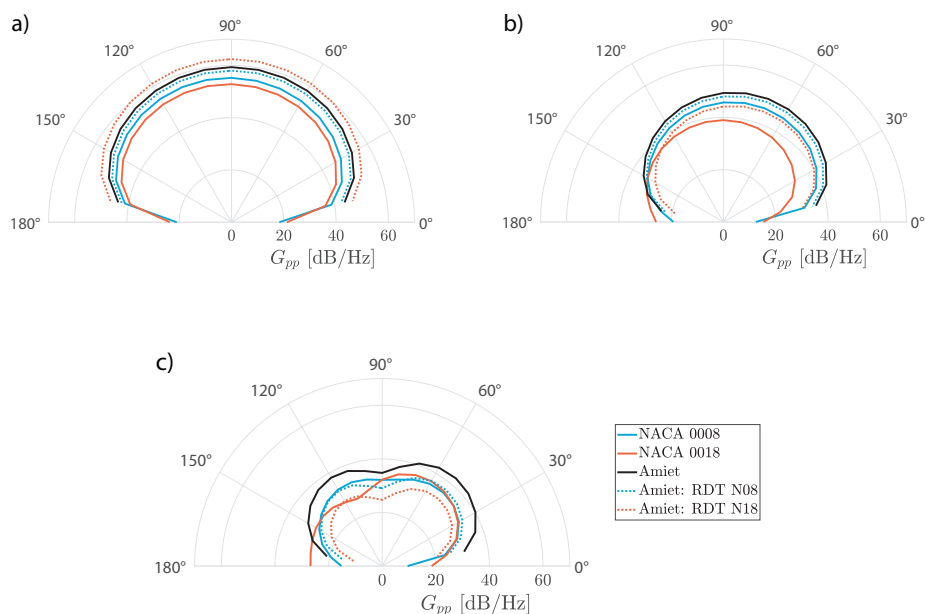 a)
90°
120°
60°
150°
30°
180°
0°
0 20 40 60
G_pp [dB/Hz]
b)
90°
120°
60°
150°
30°
180°
0°
0 20 40 60
G_pp [dB/Hz]
c)
90°
120°
60°
150°
30°
180°
0°
0 20 40 60
G_pp [dB/Hz]
NACA 0008
NACA 0018
Amiet
Amiet: RDT N08
Amiet: RDT N18